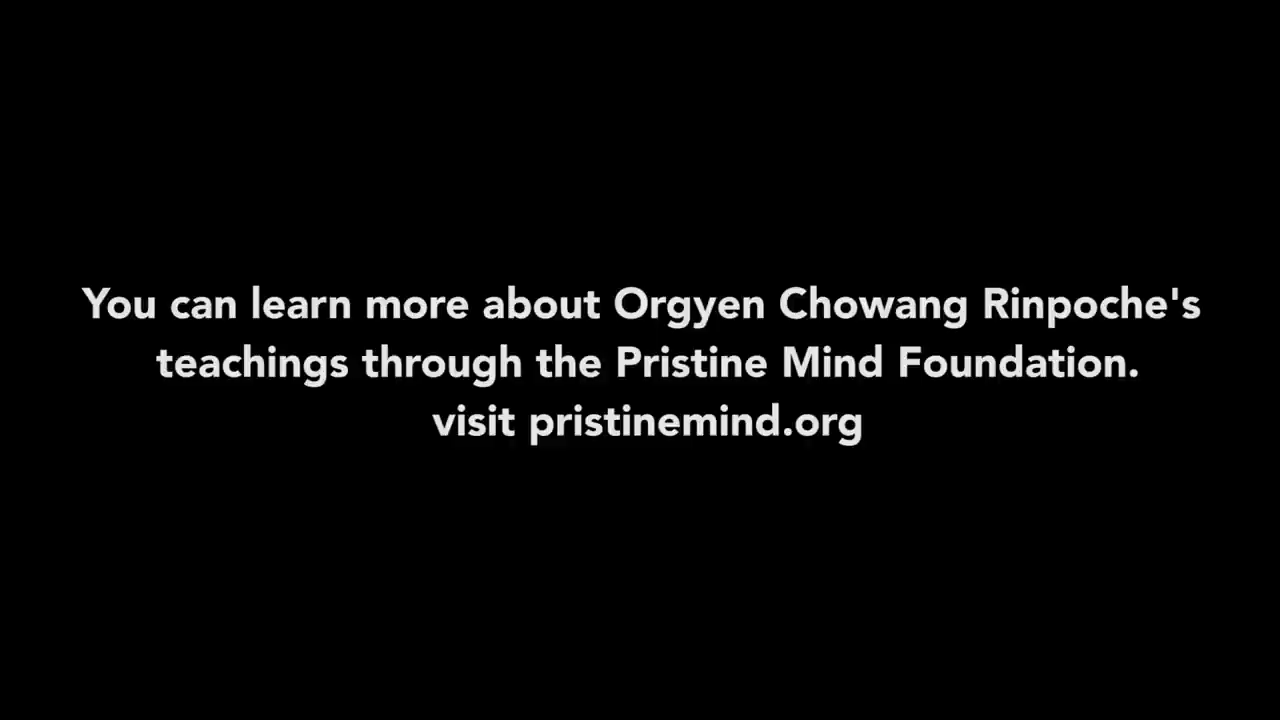 You can learn more about Orgyen Chowang Rinpoche's
teachings through the Pristine Mind Foundation.
visit pristinemind.org